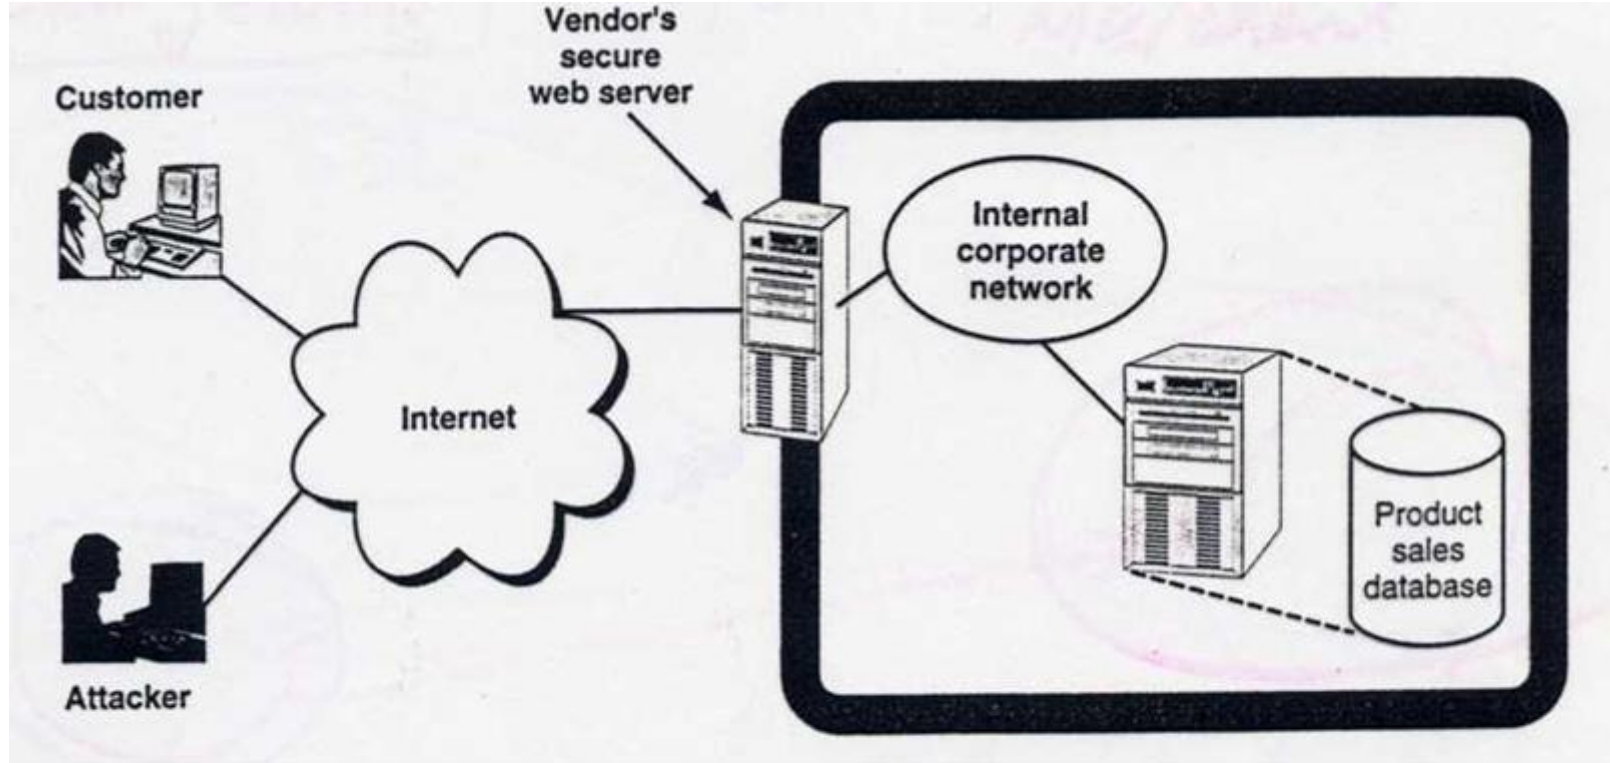 Vendor's
secure
web server
Customer
Internal
corporate
network
Internet
Product
sales
database
Attacker